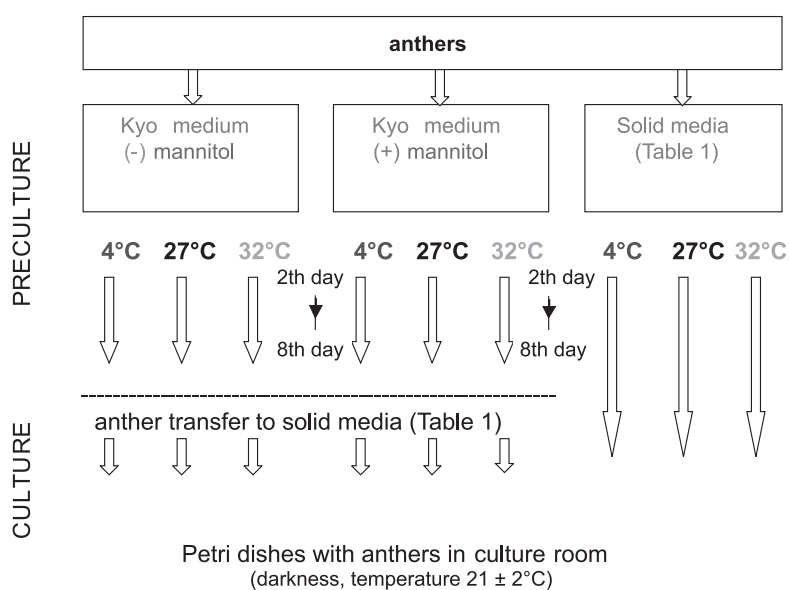 anthers
PRECULTURE
Kyo medium
(-) mannitol
Kyo medium
(+) mannitol
Solid media
(Table 1)
4°C 27°C 32°C
4°C 27°C 32°C
4°C 27°C 32°C
2th day
8th day
2th day
8th day
CULTURE
anther transfer to solid media (Table 1)
Petri dishes with anthers in culture room
(darkness, temperature 21 ± 2°C)